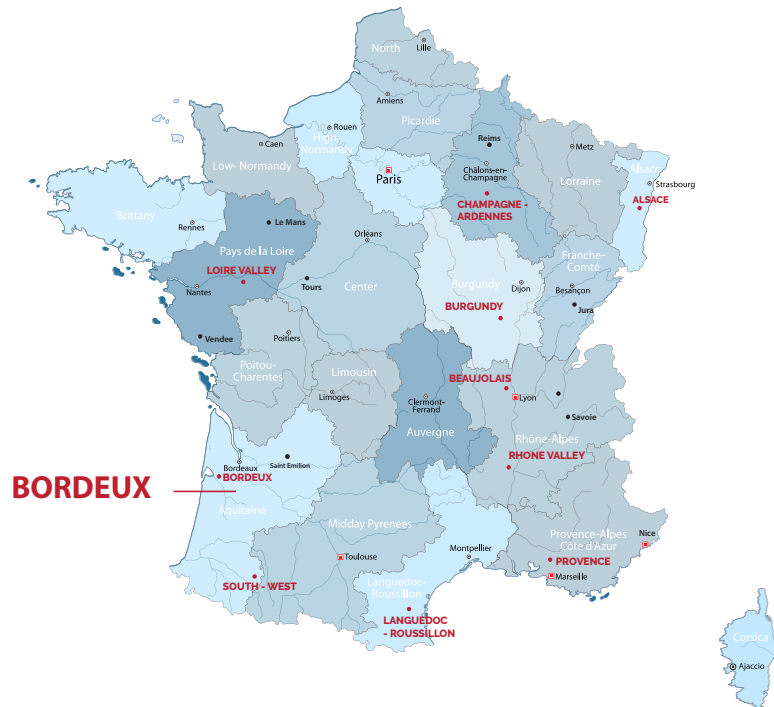 North
Lille
Amiens
Picardie
Rouen
High-
Normandy
Caen
Low- Normandy
Reims
Châlons-en-
Champagne
CHAMPAGNE -
ARDENNES
Metz
Lorraine
Alsace
Strasbourg
ALSACE
Paris
Brittany
Rennes
Le Mans
Pays de la Loire
LOIRE VALLEY
Nantes
Vendee
Orléans
Tours
Center
Burgundy
Dijon
BURGUNDY
Franche-
Comté
Besançon
Jura
Poitiers
Poitou-
Charentes
Limousin
Limoges
Clermont-
Ferrand
Auvergne
BEAUJOLAIS
Lyon
Savoie
Rhône-Alpes
RHONE VALLEY
Bordeaux
Saint Emilion
BORDEUX
BORDEUX
Aquitaine
Midday Pyrenees
Toulouse
SOUTH - WEST
Montpellier
Languedoc-
Roussillon
LANGUEDOC
- ROUSSILLON
Provence-Alpes
Côte d'Azur
Nice
PROVENCE
Marseille
Corsica
Ajaccio